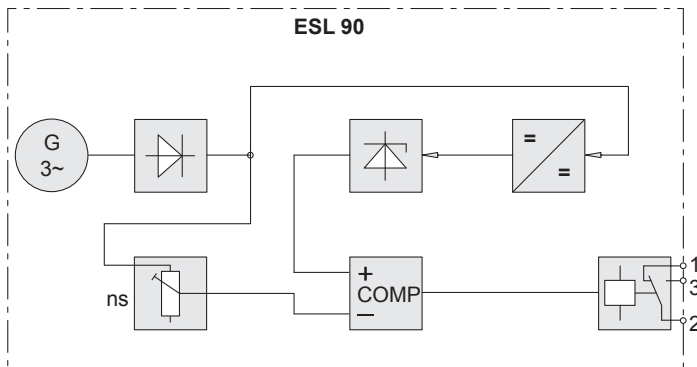 ESL 90
G
3~
=
=
ns
+
COMP
–
1
3
2